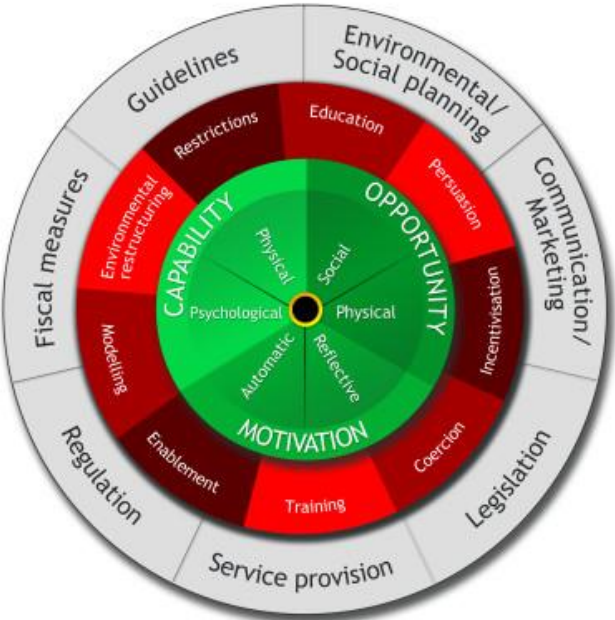 Guidelines
Environmental/
Social planning
Communication/
Marketing
Legislation
Service provision
Regulation
Fiscal measures
Restrictions
Education
Persuasion
Incentivisation
Coercion
Training
Enablement
Modelling
Environmental
restructuring
CAPABILITY
OPPORTUNITY
MOTIVATION
Physical
Social
Psychological
Physical
Automatic
Reflective